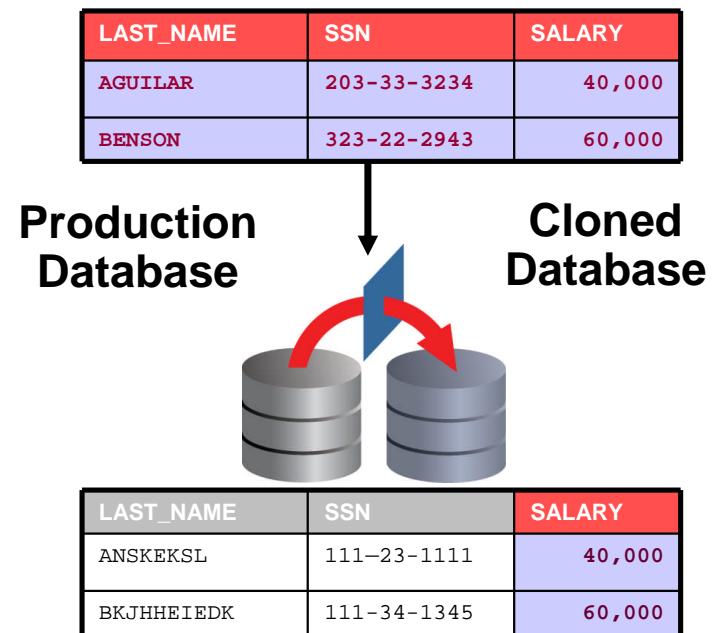 LAST_NAME SSN SALARY
AGUILAR 203-33-3234 40,000
BENSON 323-22-2943 60,000
Production Database
Cloned Database
LAST_NAME SSN SALARY
ANSKEKSL 111—23-1111 40,000
BKJHHEIEDK 111-34-1345 60,000